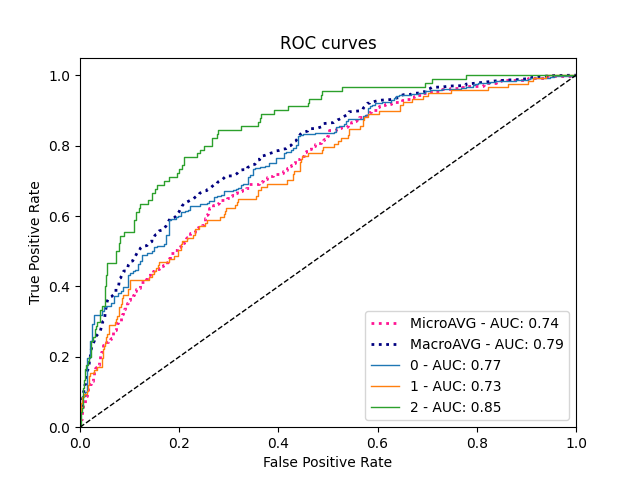 ROC curves
True Positive Rate
1.0
0.8
0.6
0.4
0.2
0.0
MicroAVG - AUC: 0.74
MacroAVG - AUC: 0.79
0 - AUC: 0.77
1 - AUC: 0.73
2 - AUC: 0.85
0.0 0.2 0.4 0.6 0.8 1.0
False Positive Rate